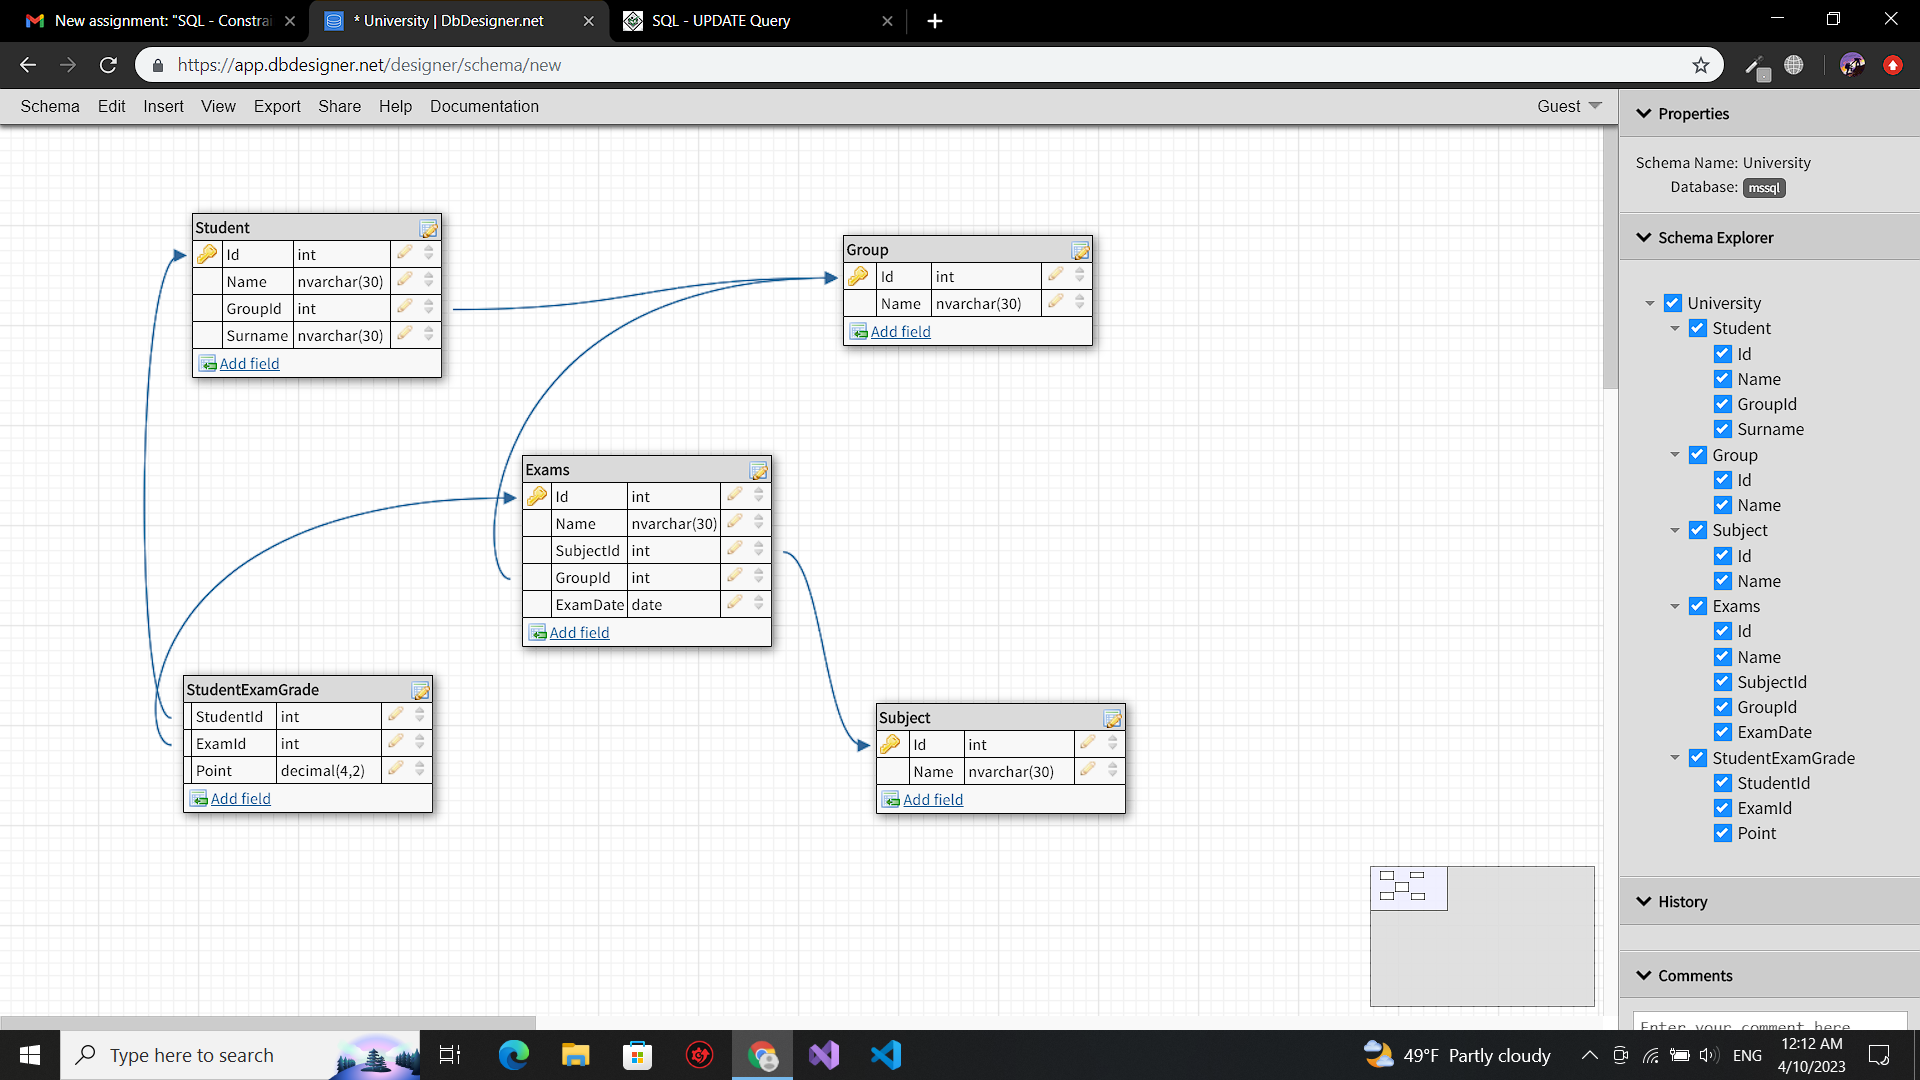 New assignment: "SQL - Constrai
* University | DbDesigner.net
SQL - UPDATE Query
https://app.dbdesigner.net/designer/schema/new
Schema Edit Insert View Export Share Help Documentation
Guest
Student
Id int
Name nvarchar(30)
GroupId int
Surname nvarchar(30)
Add field
Group
Id int
Name nvarchar(30)
Add field
Exams
Id int
Name nvarchar(30)
SubjectId int
GroupId int
ExamDate date
Add field
StudentExamGrade
StudentId int
ExamId int
Point decimal(4,2)
Add field
Subject
Id int
Name nvarchar(30)
Add field
Properties
Schema Name: University
Database: mssql
Schema Explorer
University
Student
Id
Name
GroupId
Surname
Group
Id
Name
Subject
Id
Name
Exams
Id
Name
SubjectId
GroupId
ExamDate
StudentExamGrade
StudentId
ExamId
Point
History
Comments
Enter your comment here
Type here to search
49°F Partly cloudy
ENG
12:12 AM
4/10/2023